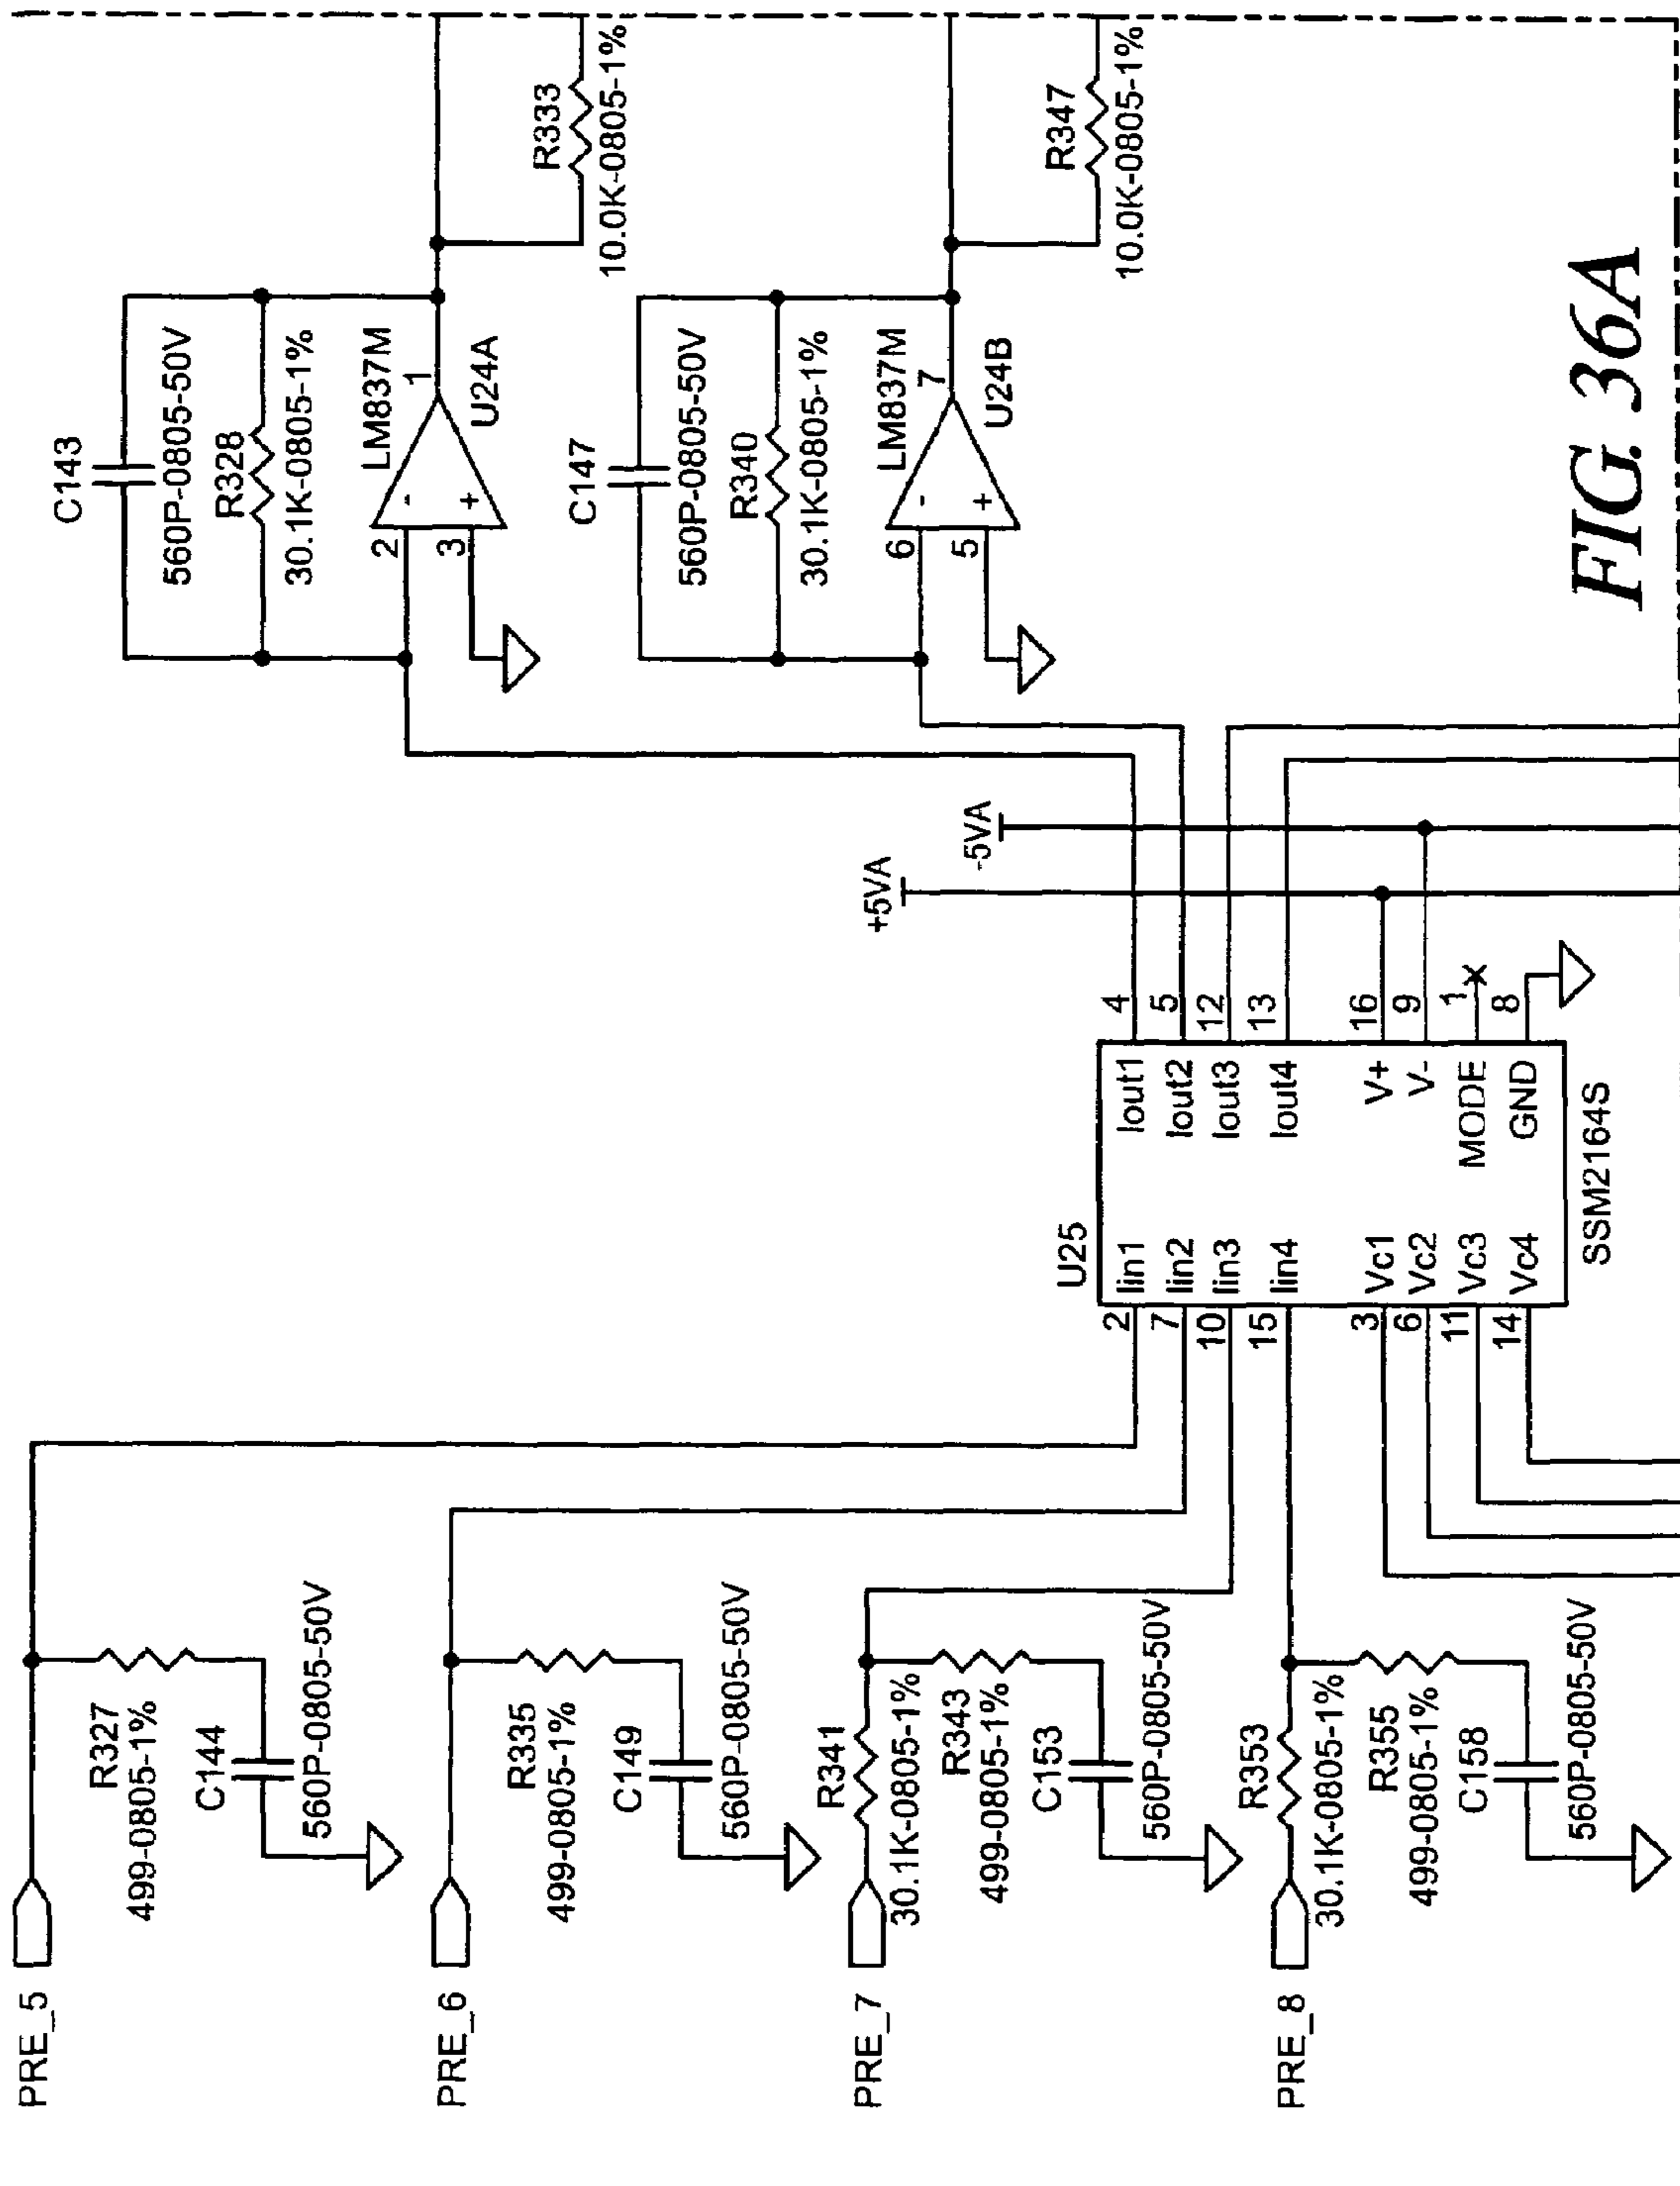 C143
560P-0805-50V
R328
30.1K-0805-1%
LM837M
2
-
1
3
+
U24A
R333
10.0K-0805-1%
C147
560P-0805-50V
R340
30.1K-0805-1%
LM837M
6
-
7
5
+
U24B
R347
10.0K-0805-1%
PRE_5
R327
499-0805-1%
C144
560P-0805-50V
PRE_6
R335
499-0805-1%
C149
560P-0805-50V
PRE_7
R341
30.1K-0805-1%
R343
499-0805-1%
C153
560P-0805-50V
PRE_8
R353
30.1K-0805-1%
R355
499-0805-1%
C158
560P-0805-50V
+5VA
-5VA
U25
2 Iin1 Iout1 4
7 Iin2 Iout2 5
10 Iin3 Iout3 12
15 Iin4 Iout4 13
3 Vc1 V+ 16
6 Vc2 V- 9
11 Vc3 MODE 1
14 Vc4 GND 8
SSM2164S
FIG. 36A